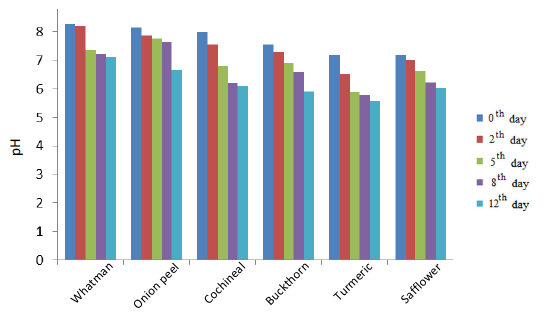 8
7
6
5
4
3
2
1
0
pH
Whatman
Onion peel
Cochineal
Buckthorn
Turmeric
Safflower
0th day
2th day
5th day
8th day
12th day